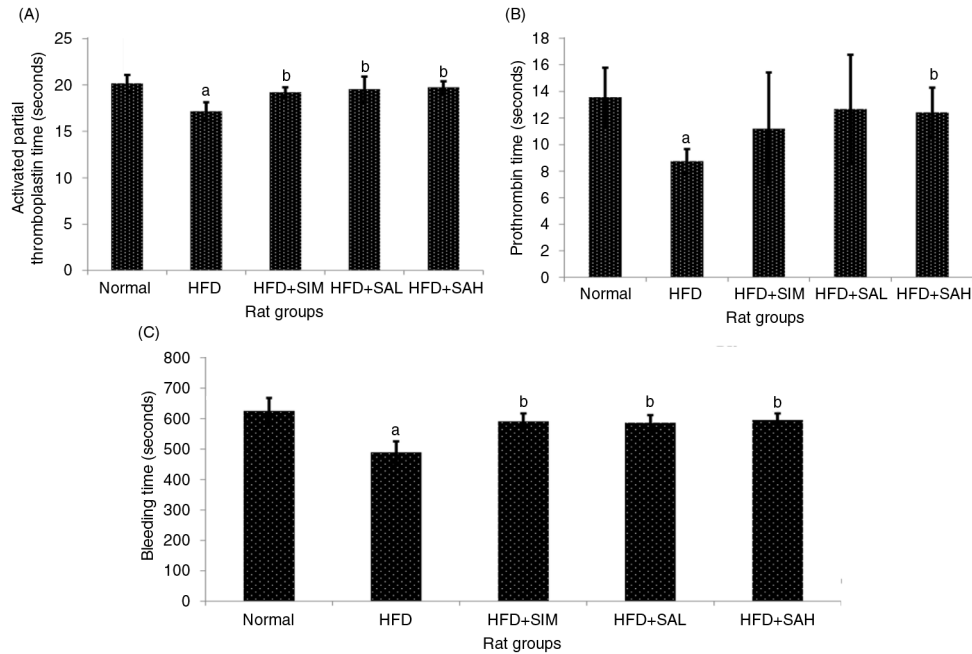 (A)
Activated partial
thromboplastin time (seconds)
25
20
15
10
5
0
a
b
b
b
Normal
HFD
HFD+SIM
HFD+SAL
HFD+SAH
Rat groups
(B)
Prothrombin time (seconds)
18
16
14
12
10
8
6
4
2
0
a
b
Normal
HFD
HFD+SIM
HFD+SAL
HFD+SAH
Rat groups
(C)
Bleeding time (seconds)
800
700
600
500
400
300
200
100
0
a
b
b
b
Normal
HFD
HFD+SIM
HFD+SAL
HFD+SAH
Rat groups